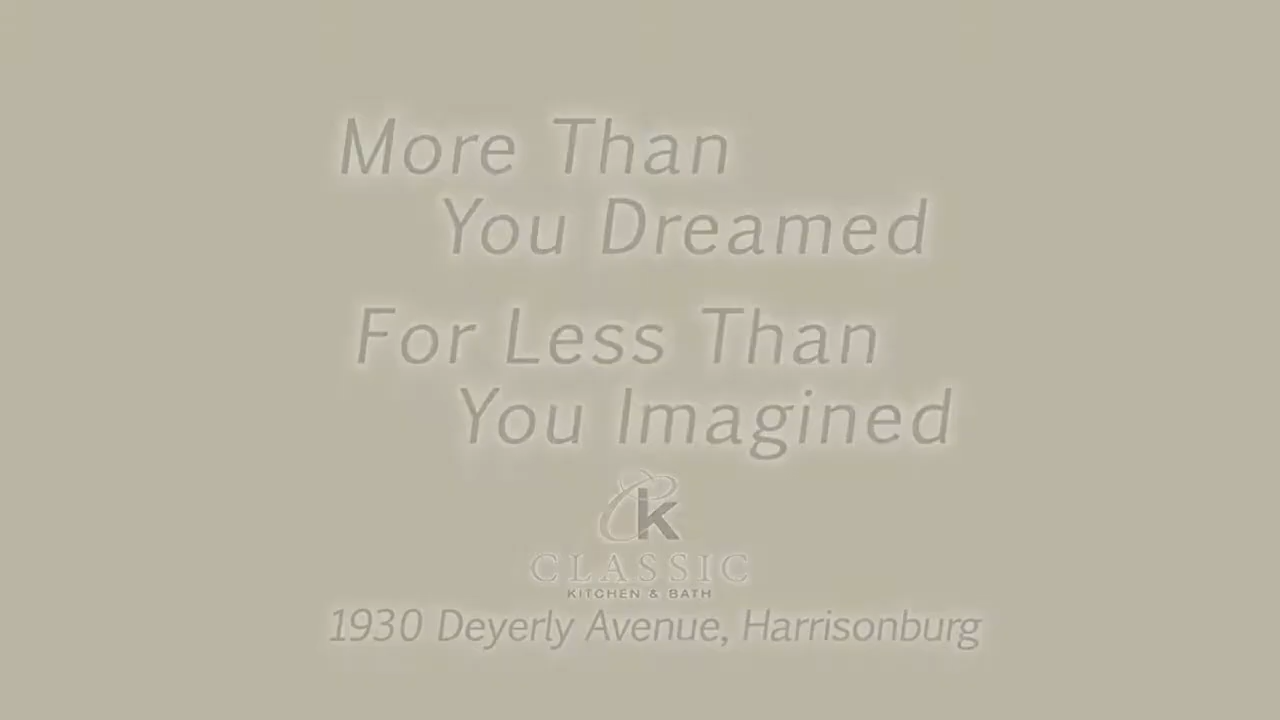 More Than
You Dreamed
For Less Than
You Imagined
k
CLASSIC
KITCHEN & BATH
1930 Deyerly Avenue, Harrisonburg